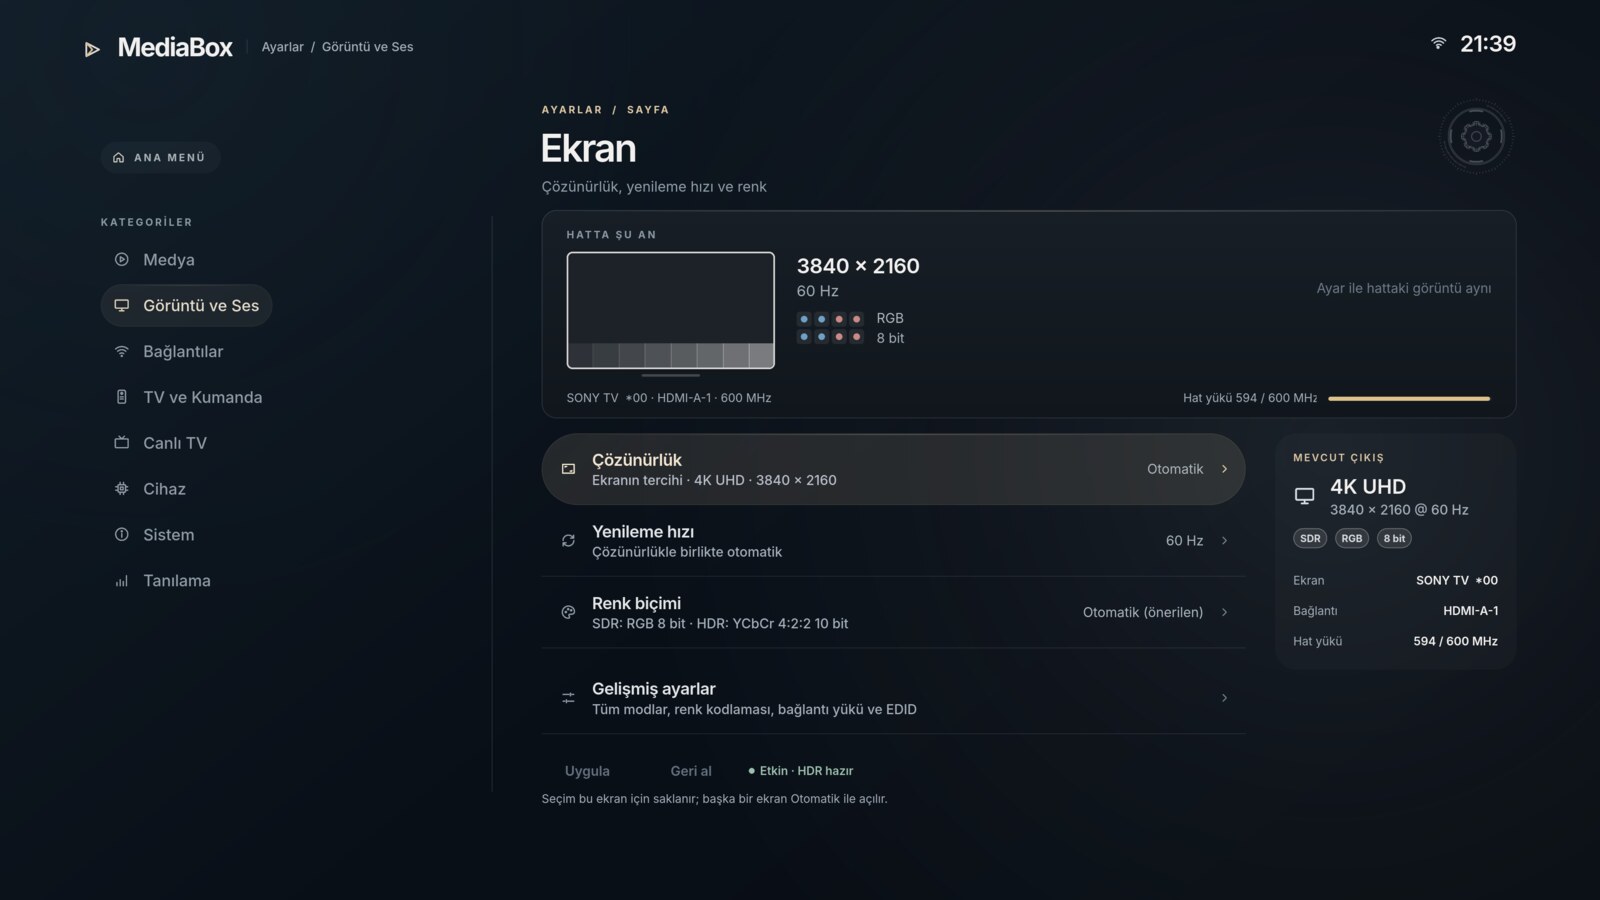 MediaBox
Ayarlar / Görüntü ve Ses
21:39
ANA MENÜ
KATEGORİLER
Medya
Görüntü ve Ses
Bağlantılar
TV ve Kumanda
Canlı TV
Cihaz
Sistem
Tanılama
AYARLAR / SAYFA
Ekran
Çözünürlük, yenileme hızı ve renk
HATTA ŞU AN
3840 × 2160
60 Hz
RGB
8 bit
Ayar ile hattaki görüntü aynı
SONY TV *00 · HDMI-A-1 · 600 MHz
Hat yükü 594 / 600 MHz
Çözünürlük
Ekranın tercihi · 4K UHD · 3840 × 2160
Otomatik
Yenileme hızı
Çözünürlükle birlikte otomatik
60 Hz
Renk biçimi
SDR: RGB 8 bit · HDR: YCbCr 4:2:2 10 bit
Otomatik (önerilen)
Gelişmiş ayarlar
Tüm modlar, renk kodlaması, bağlantı yükü ve EDID
Uygula
Geri al
Etkin · HDR hazır
Seçim bu ekran için saklanır; başka bir ekran Otomatik ile açılır.
MEVCUT ÇIKIŞ
4K UHD
3840 × 2160 @ 60 Hz
SDR RGB 8 bit
Ekran SONY TV *00
Bağlantı HDMI-A-1
Hat yükü 594 / 600 MHz